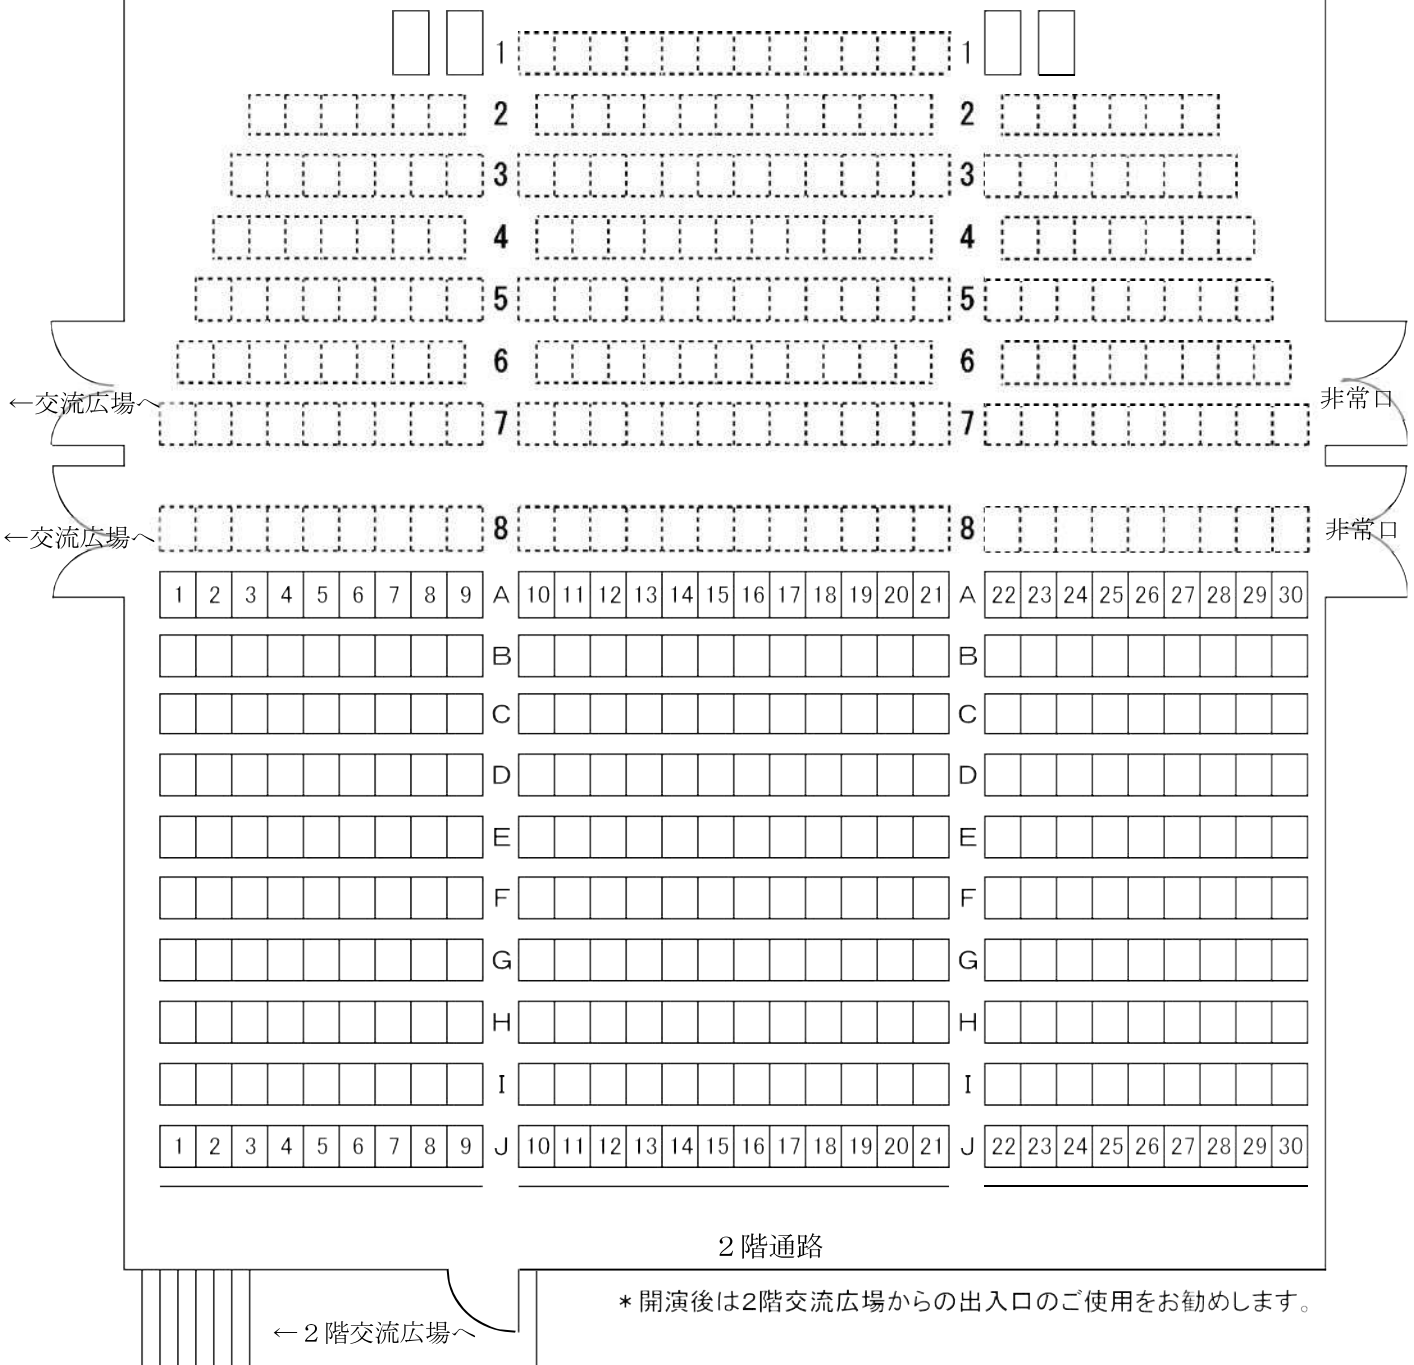 1 1
2 2
3 3
4 4
5 5
6 6
←交流広場へ 非常口
7 7
←交流広場へ 8 8 非常口
1 2 3 4 5 6 7 8 9 A 10 11 12 13 14 15 16 17 18 19 20 21 A 22 23 24 25 26 27 28 29 30
B B
C C
D D
E E
F F
G G
H H
I I
1 2 3 4 5 6 7 8 9 J 10 11 12 13 14 15 16 17 18 19 20 21 J 22 23 24 25 26 27 28 29 30
２階通路
＊開演後は2階交流広場からの出入口のご使用をお勧めします。
←２階交流広場へ